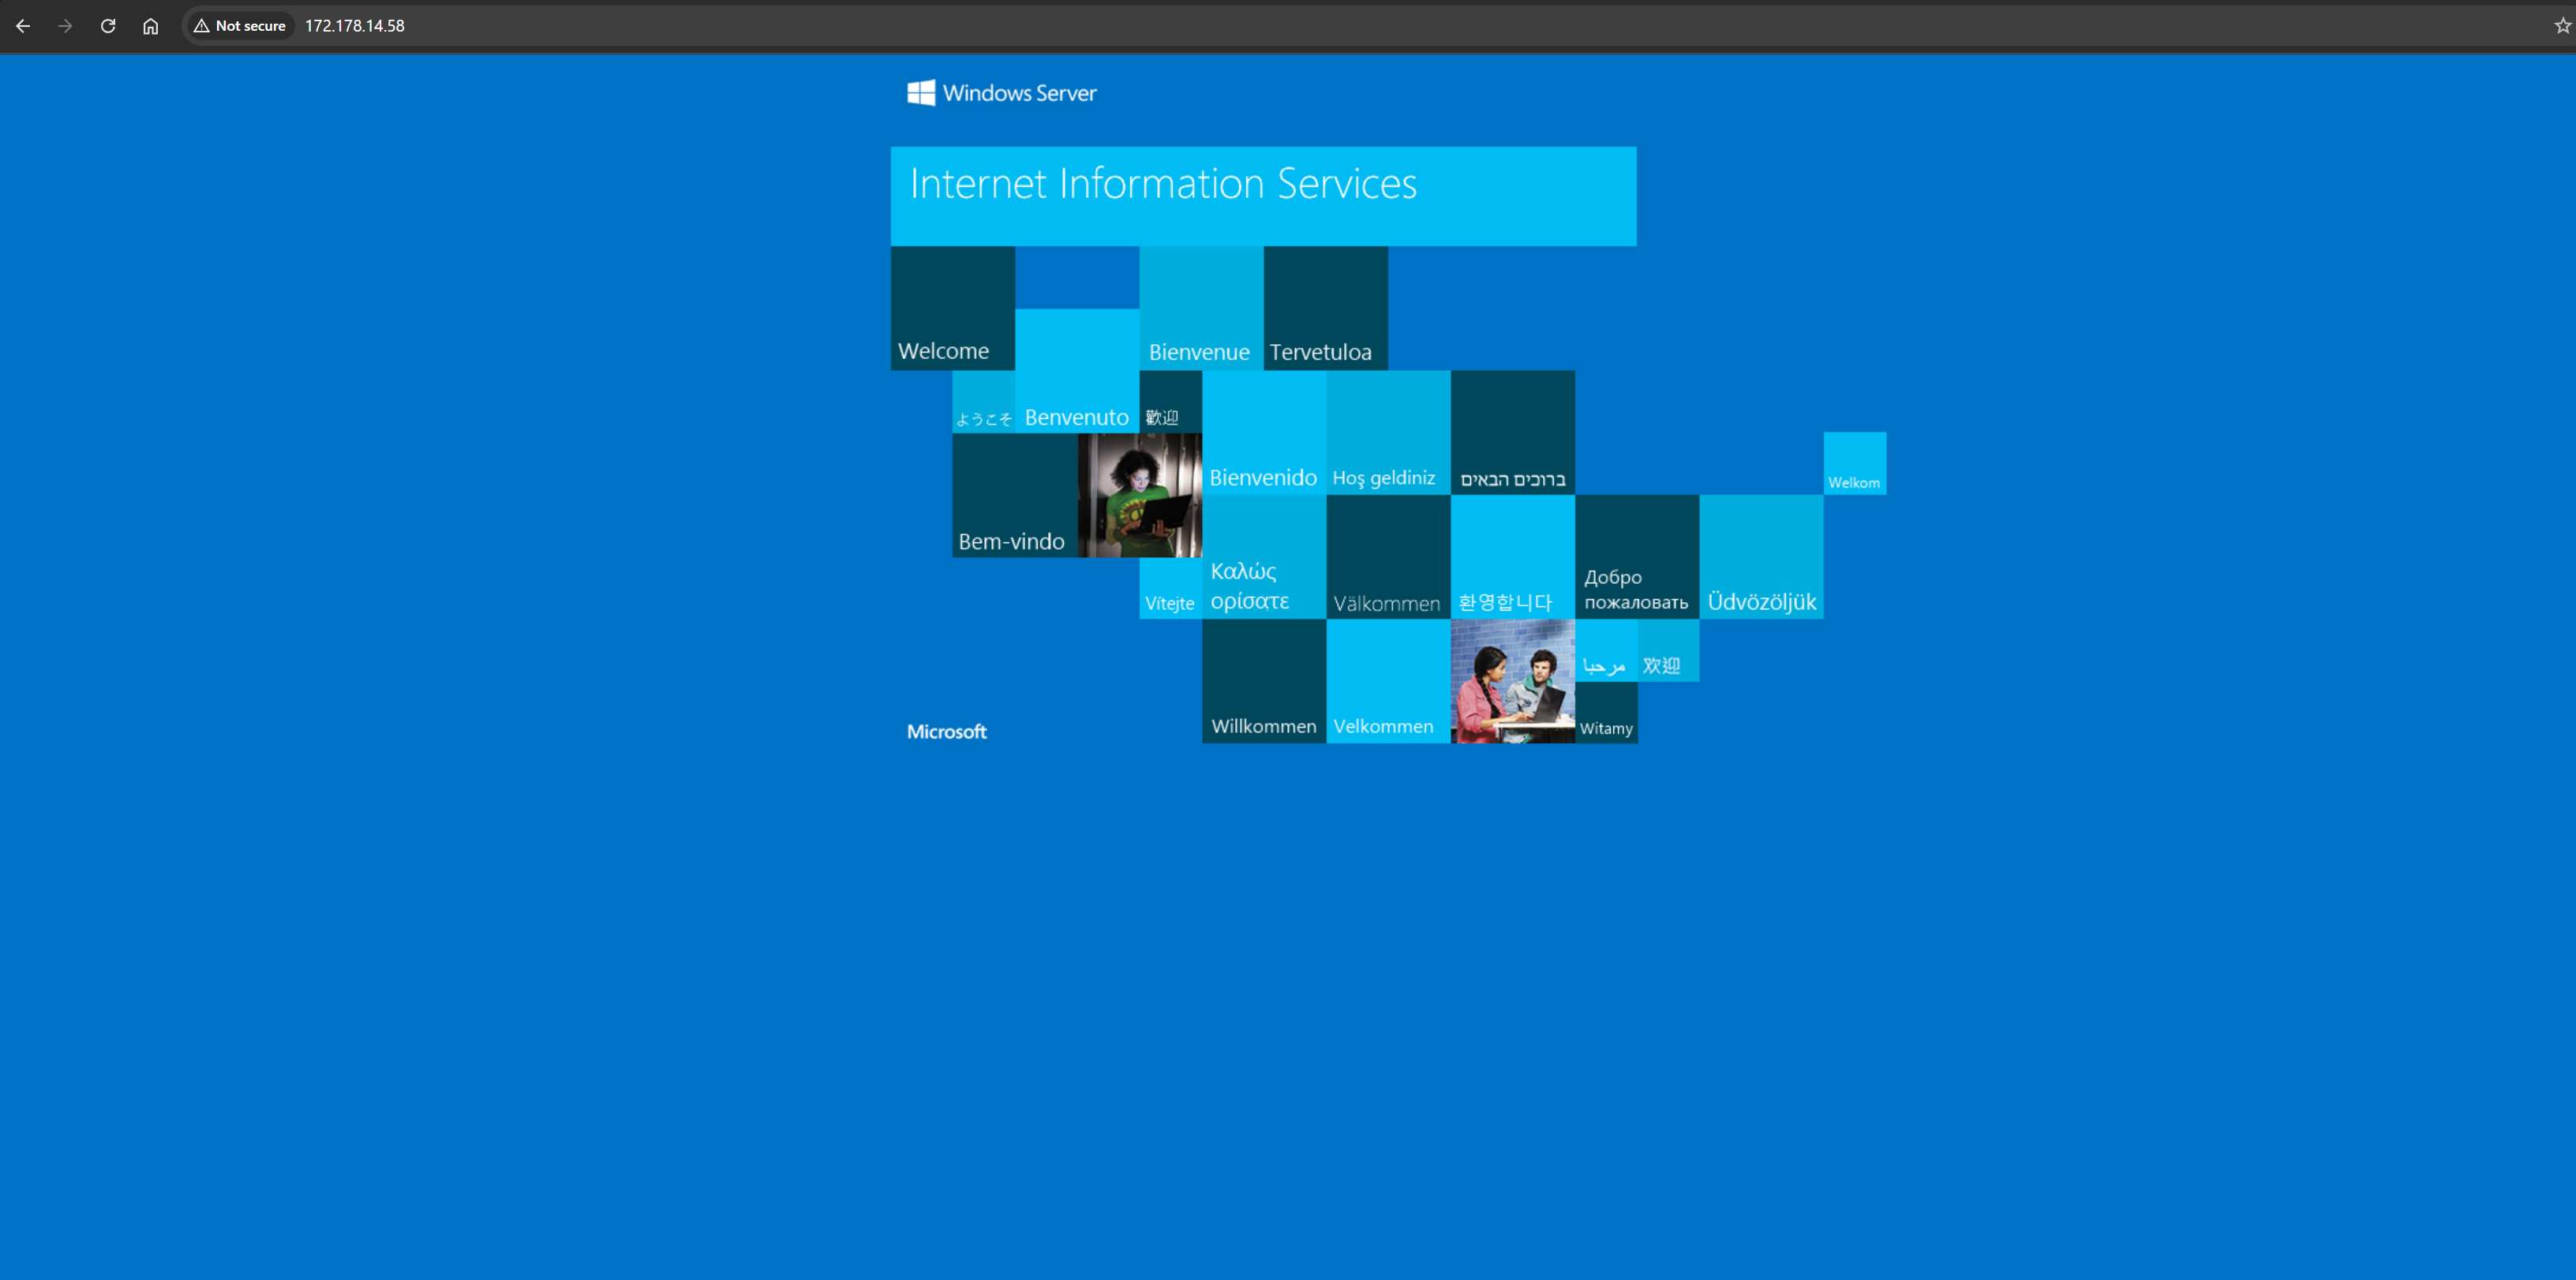 Not secure
172.178.14.58
Windows Server
Internet Information Services
Welcome
Bienvenue
Tervetuloa
ようこそ
Benvenuto
歡迎
Bienvenido
Hoş geldiniz
ברוכים הבאים
Welkom
Bem-vindo
Vítejte
Καλώς
ορίσατε
Välkommen
환영합니다
Добро
пожаловать
Üdvözöljük
مرحبا
欢迎
Microsoft
Willkommen
Velkommen
Witamy